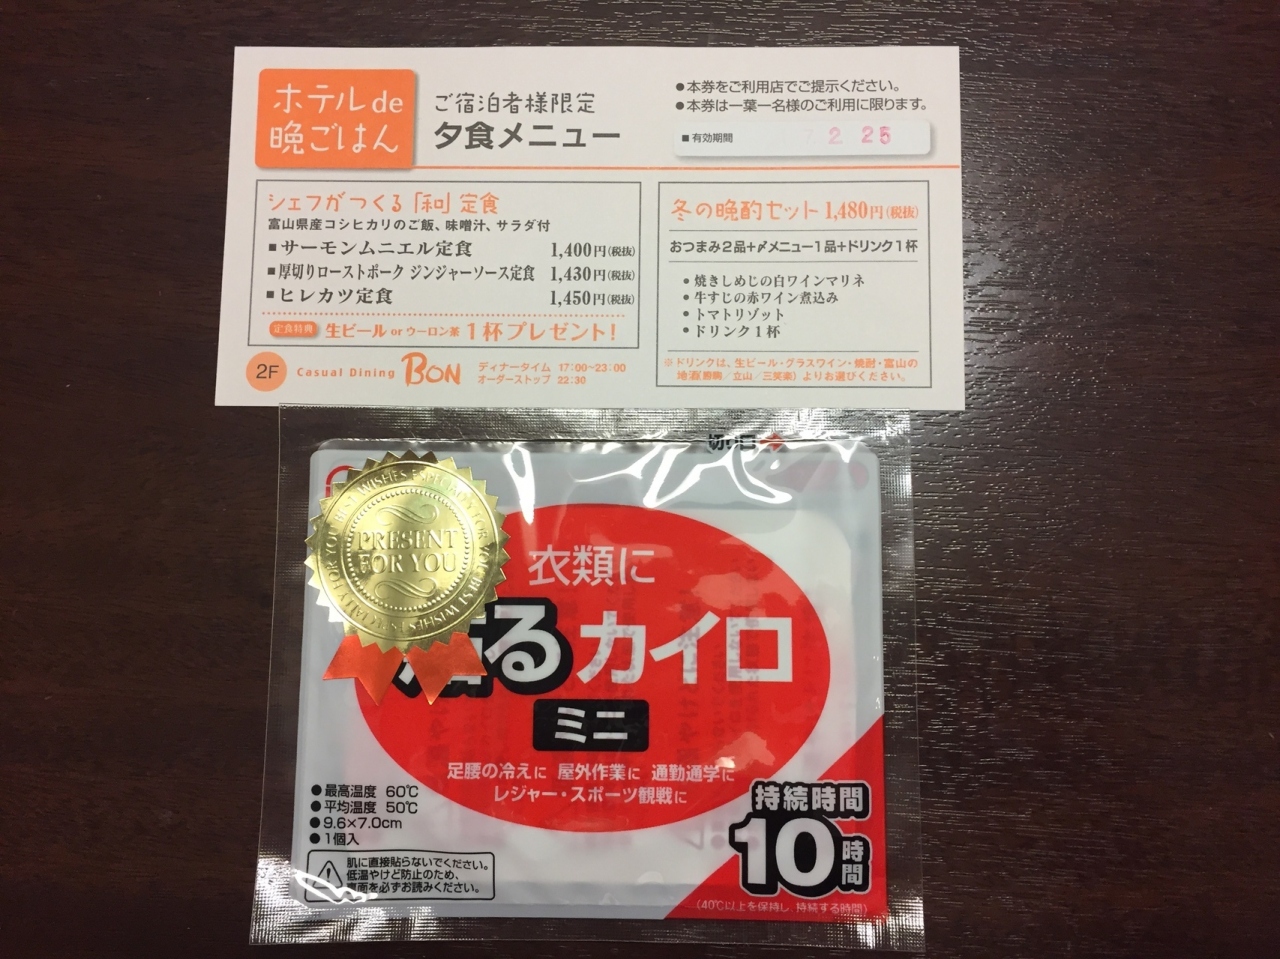 ホテルde
晩ごはん
ご宿泊者様限定
夕食メニュー
●本券をご利用店でご提示ください。
●本券は一葉一名様のご利用に限ります。
■有効期間
2 25
シェフがつくる「和」定食
富山県産コシヒカリのご飯、味噌汁、サラダ付
■サーモンムニエル定食 1,400円(税抜)
■厚切りローストポーク ジンジャーソース定食 1,430円(税抜)
■ヒレカツ定食 1,450円(税抜)
定食特典 生ビール or ウーロン茶 1杯プレゼント!
2F Casual Dining BON
ディナータイム 17:00~23:00
オーダーストップ 22:30
冬の晩酌セット 1,480円(税抜)
おつまみ2品+〆メニュー1品+ドリンク1杯
●焼きしめじの白ワインマリネ
●牛すじの赤ワイン煮込み
●トマトリゾット
●ドリンク1杯
※ドリンクは、生ビール・グラスワイン・焼酎・富山の
地酒(勝駒/立山/三笑楽)よりお選びください。
切り口
PRESENT
FOR YOU
衣類に
貼るカイロ
ミニ
足腰の冷えに 屋外作業に 通勤通学に
レジャー・スポーツ観戦に
●最高温度 60℃
●平均温度 50℃
●9.6×7.0cm
●1個入
肌に直接貼らないでください。
低温やけど防止のため、
裏面を必ずお読みください。
持続時間
10時間
(40℃以上を保持し、持続する時間)